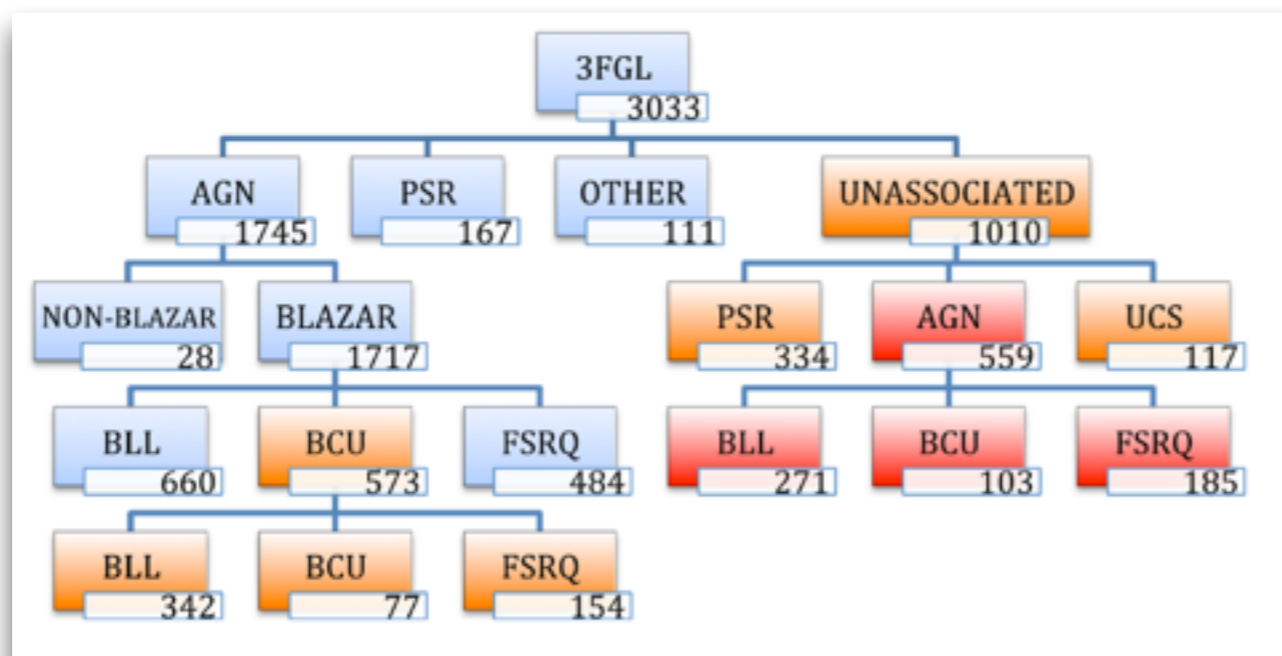 3FGL
3033
AGN
1745
PSR
167
OTHER
111
UNASSOCIATED
1010
NON-BLAZAR
28
BLAZAR
1717
PSR
334
AGN
559
UCS
117
BLL
660
BCU
573
FSRQ
484
BLL
271
BCU
103
FSRQ
185
BLL
342
BCU
77
FSRQ
154